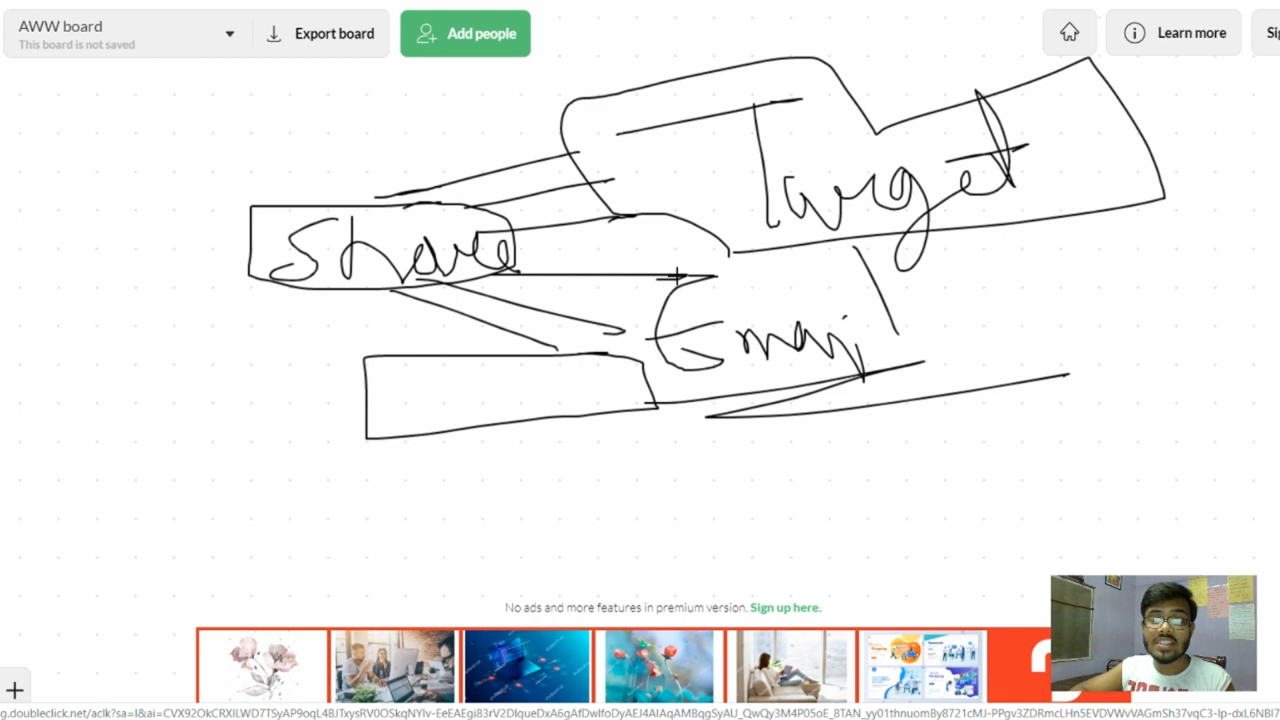 AWW board
This board is not saved
Export board
Add people
Learn more
Target
Share
Gmail
No ads and more features in premium version. Sign up here.